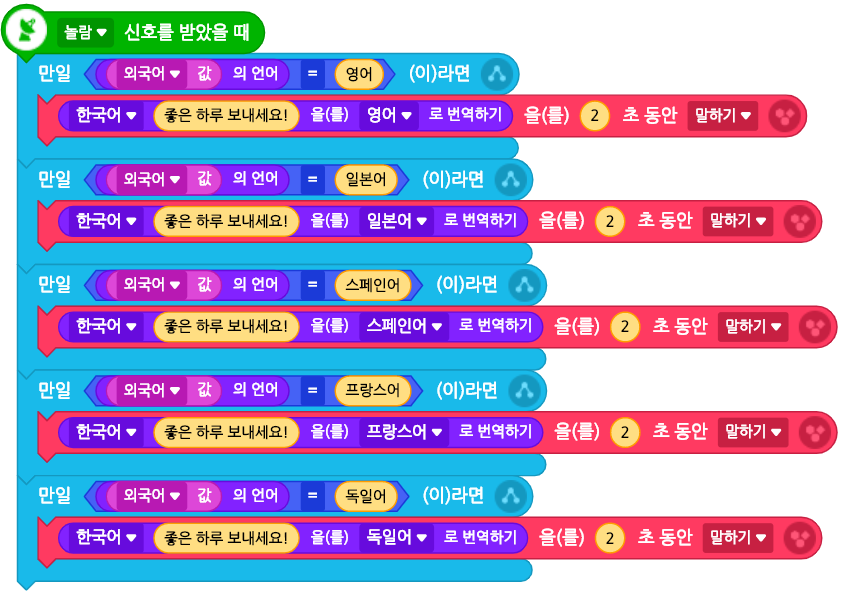 놀람 ▼ 신호를 받았을 때
만일 외국어 ▼ 값 의 언어 = 영어 (이)라면
한국어 ▼ 좋은 하루 보내세요! 을(를) 영어 ▼ 로 번역하기 을(를) 2 초 동안 말하기 ▼
만일 외국어 ▼ 값 의 언어 = 일본어 (이)라면
한국어 ▼ 좋은 하루 보내세요! 을(를) 일본어 ▼ 로 번역하기 을(를) 2 초 동안 말하기 ▼
만일 외국어 ▼ 값 의 언어 = 스페인어 (이)라면
한국어 ▼ 좋은 하루 보내세요! 을(를) 스페인어 ▼ 로 번역하기 을(를) 2 초 동안 말하기 ▼
만일 외국어 ▼ 값 의 언어 = 프랑스어 (이)라면
한국어 ▼ 좋은 하루 보내세요! 을(를) 프랑스어 ▼ 로 번역하기 을(를) 2 초 동안 말하기 ▼
만일 외국어 ▼ 값 의 언어 = 독일어 (이)라면
한국어 ▼ 좋은 하루 보내세요! 을(를) 독일어 ▼ 로 번역하기 을(를) 2 초 동안 말하기 ▼